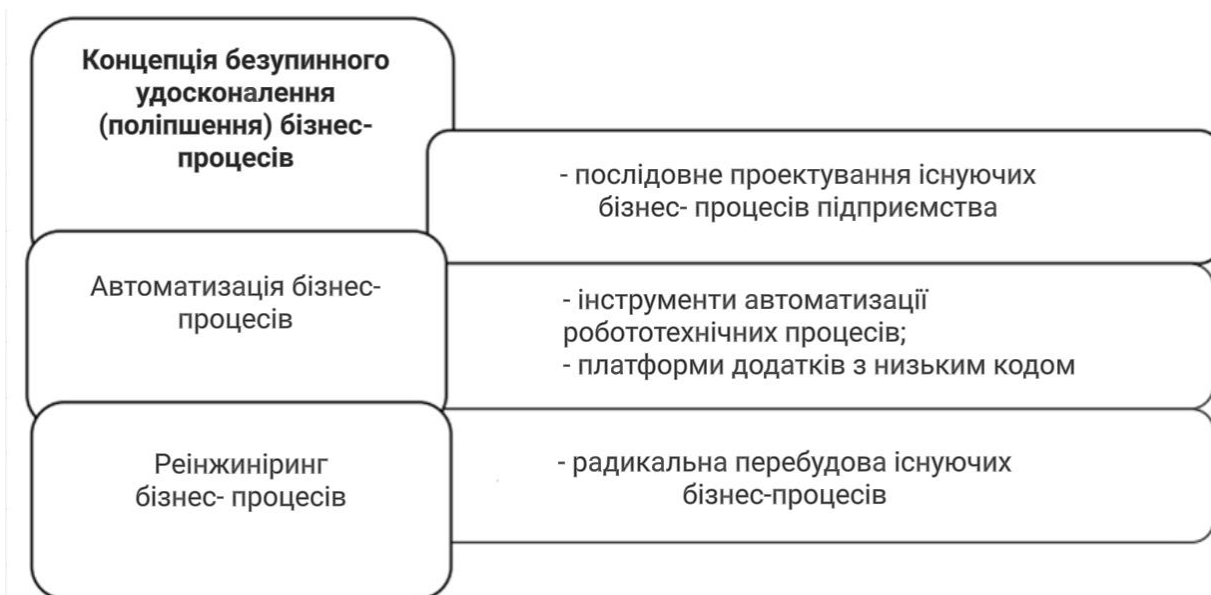 Концепція безупинного
удосконалення
(поліпшення) бізнес-
процесів
- послідовне проектування існуючих
бізнес- процесів підприємства
Автоматизація бізнес-
процесів
- інструменти автоматизації
робототехнічних процесів;
- платформи додатків з низьким кодом
Реінжиніринг
бізнес- процесів
- радикальна перебудова існуючих
бізнес-процесів